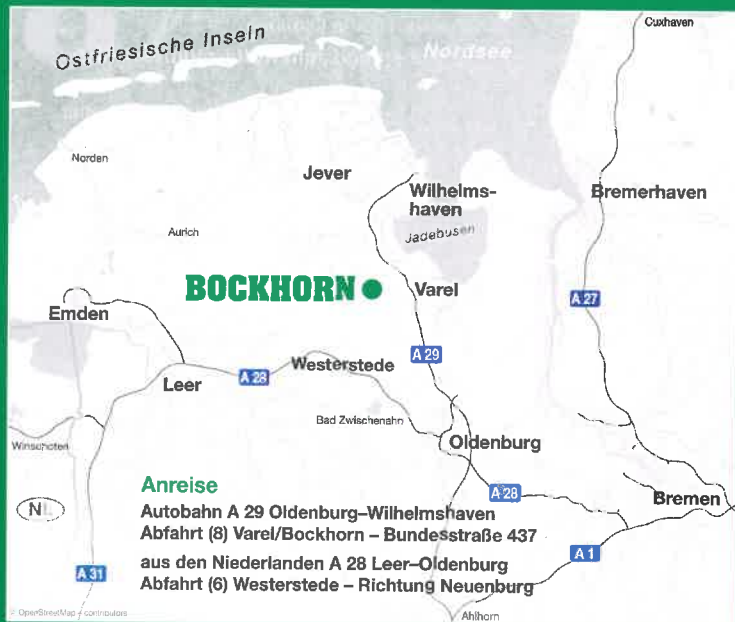 Cuxhaven
Ostfriesische Inseln
Nordsee
Norden
Jever
Wilhelms-
haven
Bremerhaven
Aurich
Jadebusen
BOCKHORN
Varel
A 27
Emden
A 29
Westerstede
A 28
Leer
Bad Zwischenahn
Winschoten
Oldenburg
Anreise
Autobahn A 29 Oldenburg–Wilhelmshaven
Abfahrt (8) Varel/Bockhorn – Bundesstraße 437
A 28
Bremen
NL
aus den Niederlanden A 28 Leer–Oldenburg
Abfahrt (6) Westerstede – Richtung Neuenburg
A 1
A 31
© OpenStreetMap - contributors
Ahlhorn